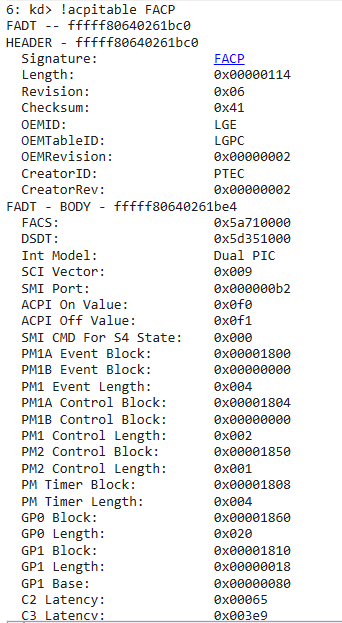 6: kd> !acpitable FACP
FADT -- fffff80640261bc0
HEADER - fffff80640261bc0
Signature: FACP
Length: 0x00000114
Revision: 0x06
Checksum: 0x41
OEMID: LGE
OEMTableID: LGPC
OEMRevision: 0x00000002
CreatorID: PTEC
CreatorRev: 0x00000002
FADT - BODY - fffff80640261be4
FACS: 0x5a710000
DSDT: 0x5d351000
Int Model: Dual PIC
SCI Vector: 0x009
SMI Port: 0x000000b2
ACPI On Value: 0x0f0
ACPI Off Value: 0x0f1
SMI CMD For S4 State: 0x000
PM1A Event Block: 0x00001800
PM1B Event Block: 0x00000000
PM1 Event Length: 0x004
PM1A Control Block: 0x00001804
PM1B Control Block: 0x00000000
PM1 Control Length: 0x002
PM2 Control Block: 0x00001850
PM2 Control Length: 0x001
PM Timer Block: 0x00001808
PM Timer Length: 0x004
GP0 Block: 0x00001860
GP0 Length: 0x020
GP1 Block: 0x00001810
GP1 Length: 0x00000018
GP1 Base: 0x00000080
C2 Latency: 0x00065
C3 Latency: 0x003e9